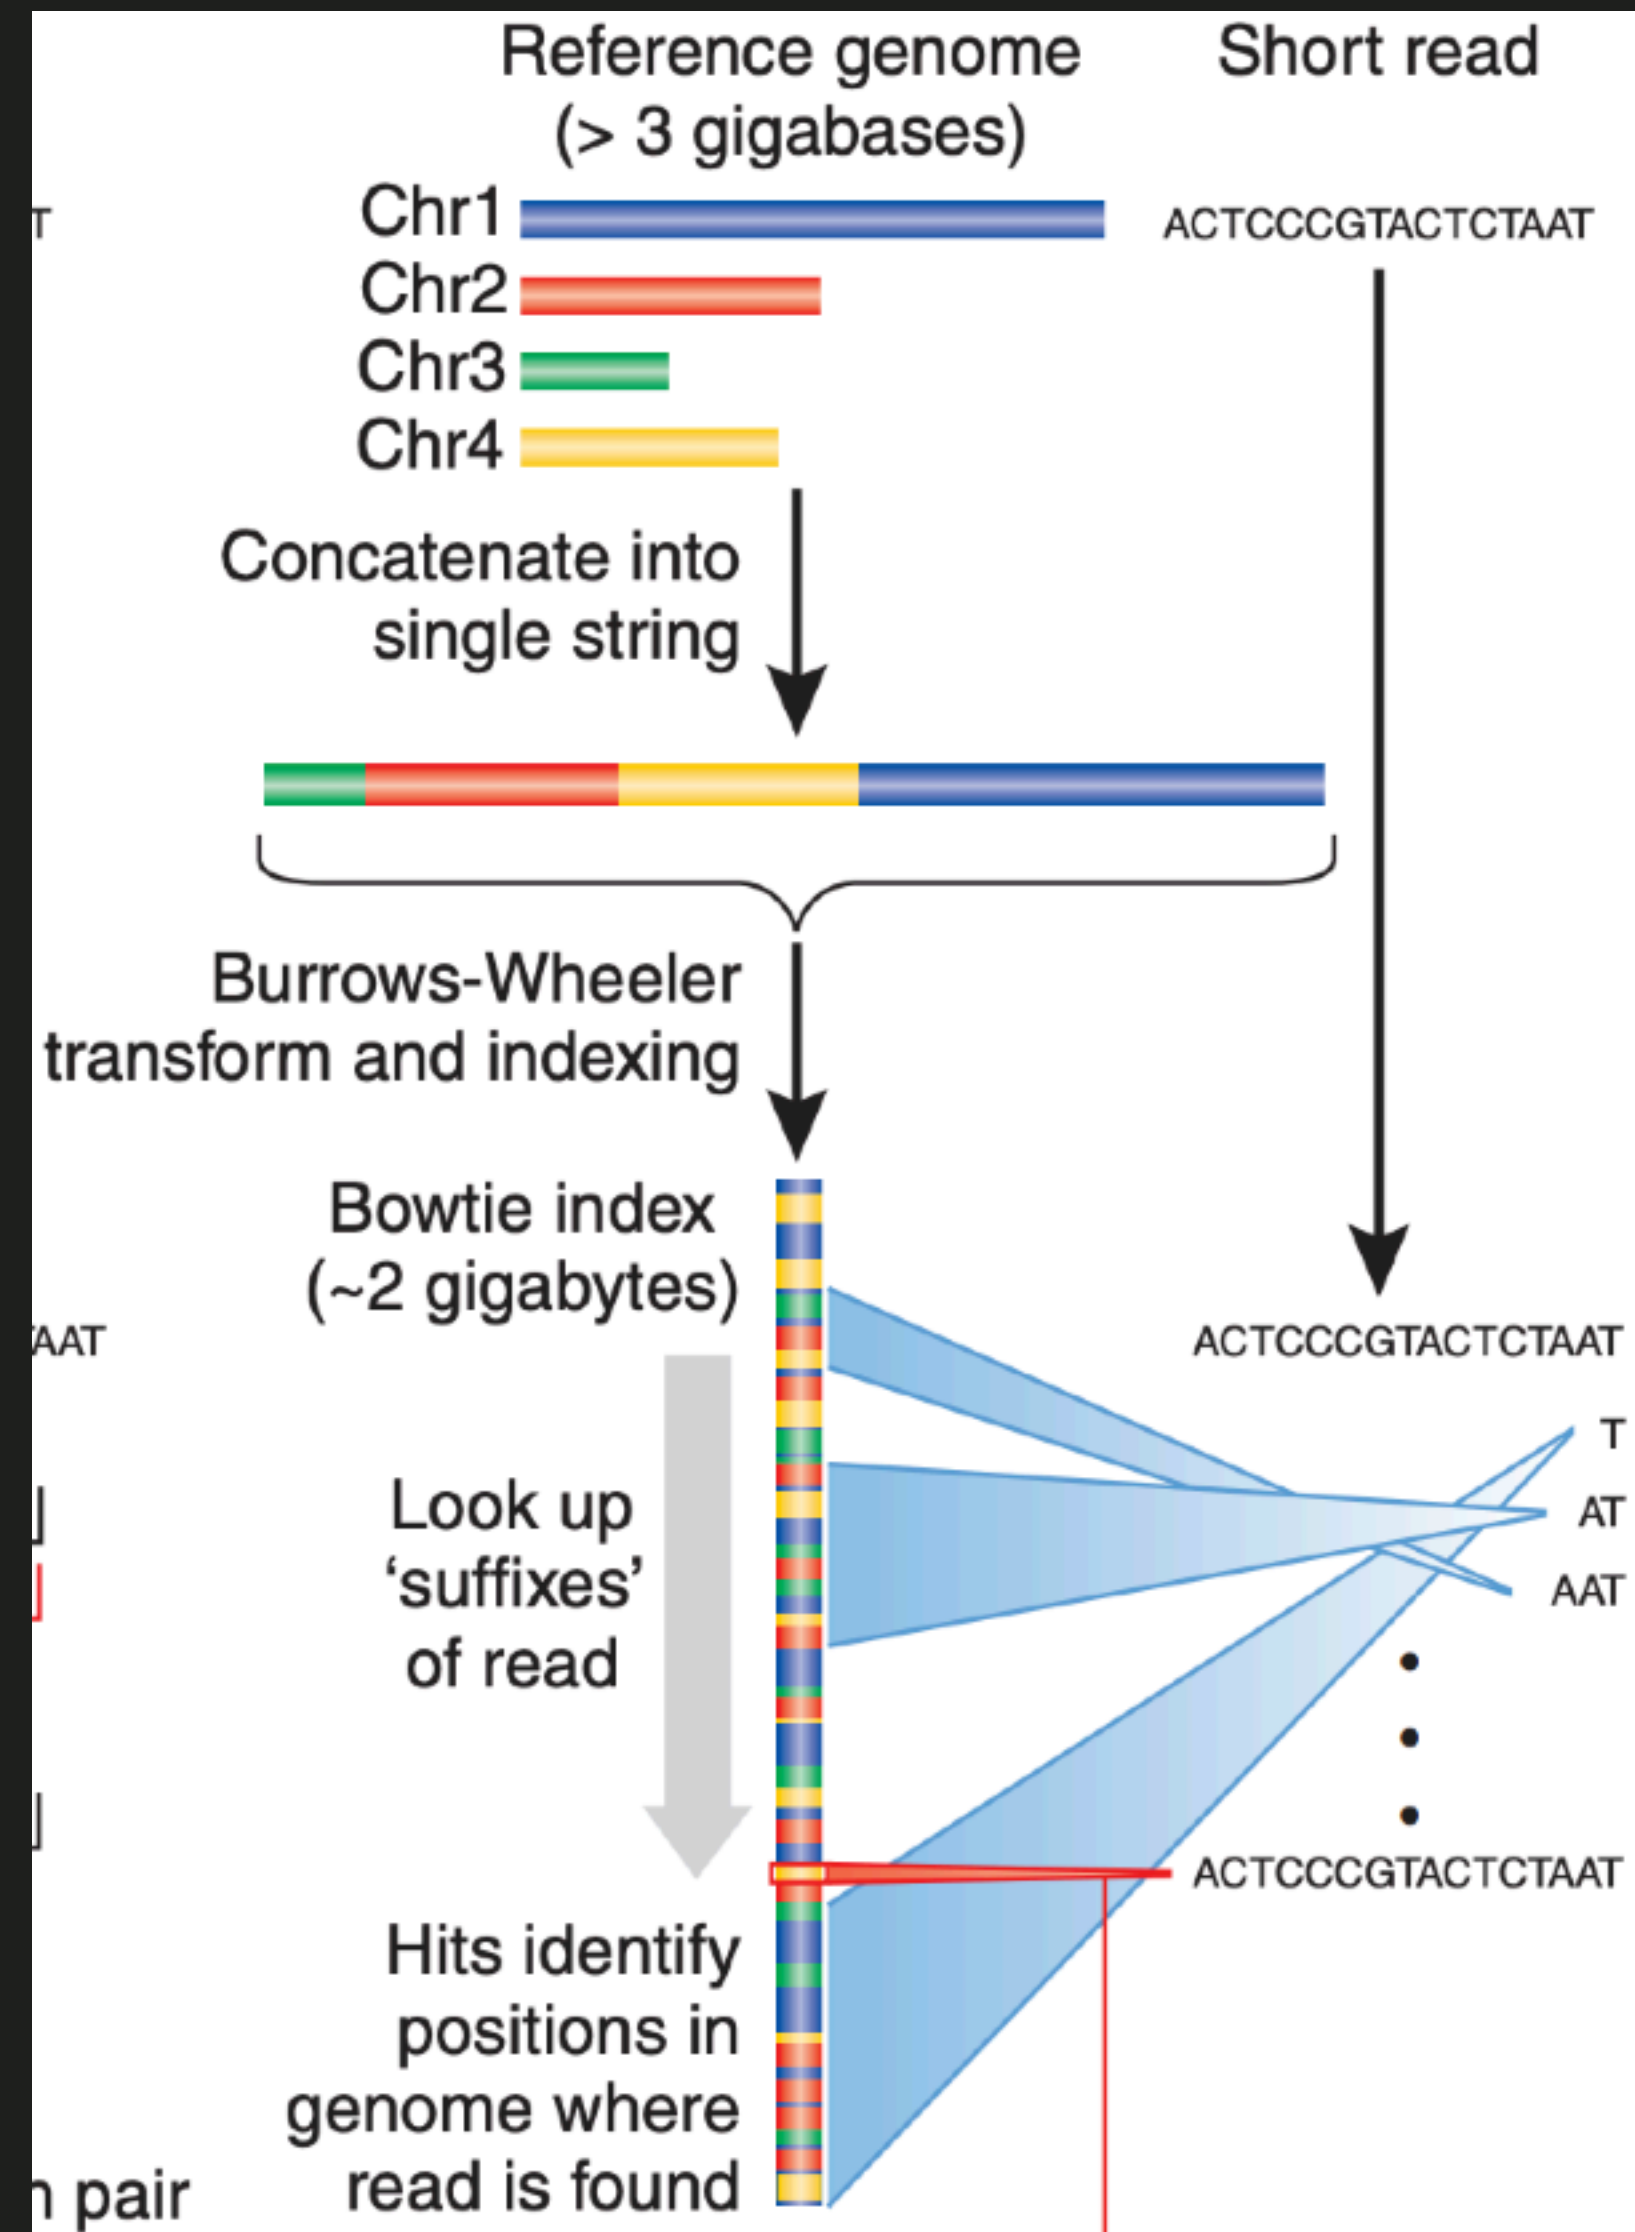 Reference genome
(> 3 gigabases)
Short read
T
Chr1
ACTCCCGTACTCTAAT
Chr2
Chr3
Chr4
Concatenate into
single string
Burrows-Wheeler
transform and indexing
Bowtie index
(~2 gigabytes)
AAT
ACTCCCGTACTCTAAT
T
AT
AAT
Look up
‘suffixes’
of read
ACTCCCGTACTCTAAT
Hits identify
positions in
genome where
read is found
pair